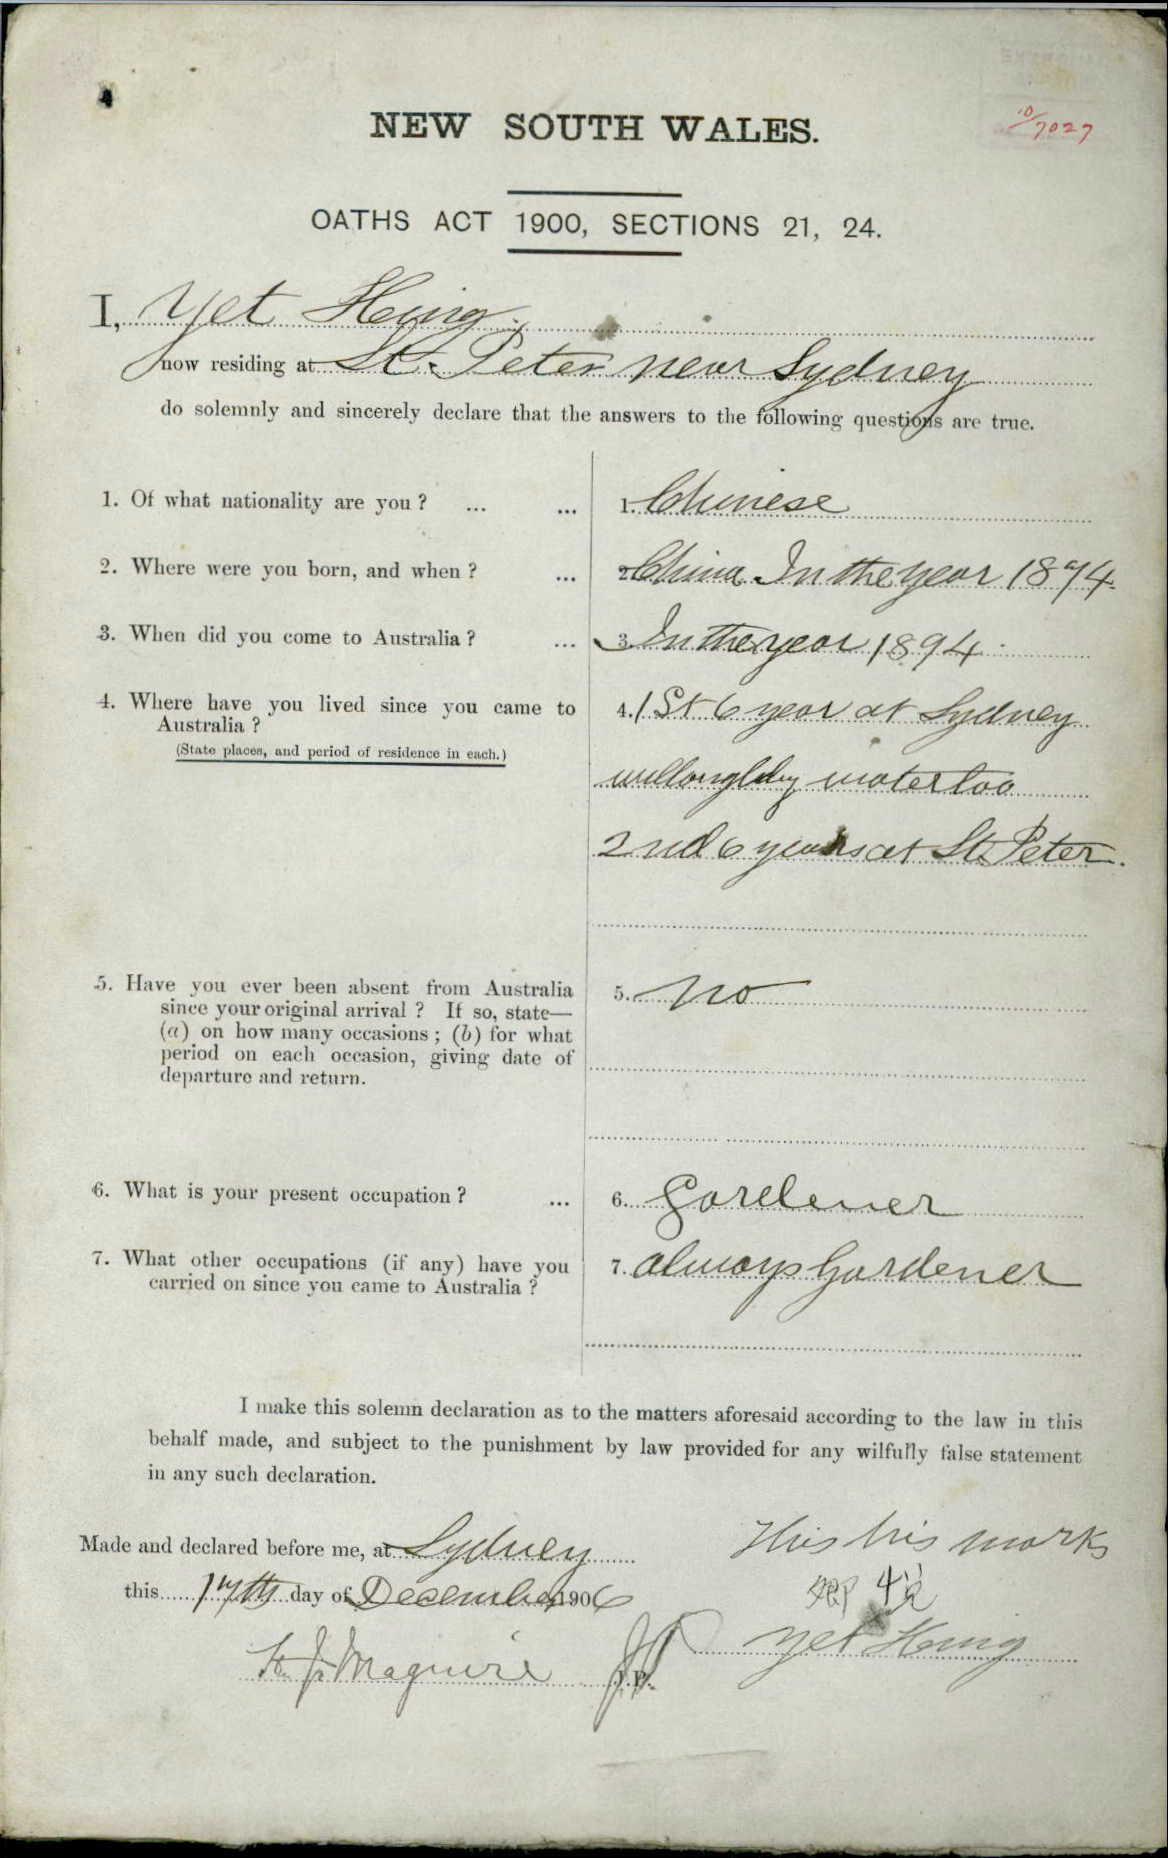 10/7027
NEW SOUTH WALES.
OATHS ACT 1900, SECTIONS 21, 24.
I, Yet Hing.
now residing at St. Peter near Sydney
do solemnly and sincerely declare that the answers to the following questions are true.
1. Of what nationality are you? ... ... 1. Chinese
2. Where were you born, and when? ... 2. China. In the year 1874.
3. When did you come to Australia? ... 3. In the year 1894.
4. Where have you lived since you came to 4. 1St 6 year at Sydney
Australia?
(State places, and period of residence in each.)
willoughby waterloo
2nd 6 years at St. Peter.
5. Have you ever been absent from Australia 5. no
since your original arrival? If so, state—
(a) on how many occasions; (b) for what
period on each occasion, giving date of
departure and return.
6. What is your present occupation? ... 6. gardener
7. What other occupations (if any) have you 7. always Gardener
carried on since you came to Australia?
I make this solemn declaration as to the matters aforesaid according to the law in this
behalf made, and subject to the punishment by law provided for any wilfully false statement
in any such declaration.
Made and declared before me, at Sydney
This his marks
this 17th day of December 1906
Yet Hing
Maguire J.P.